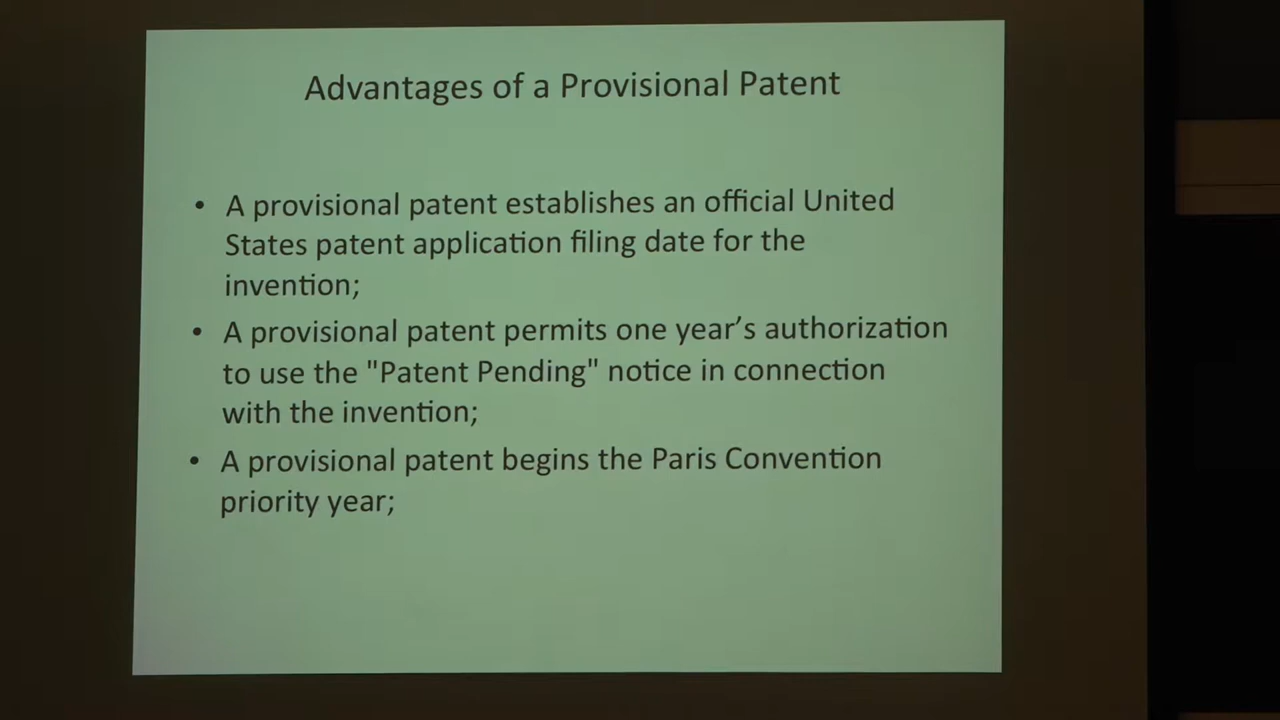 Advantages of a Provisional Patent
• A provisional patent establishes an official United
States patent application filing date for the
invention;
• A provisional patent permits one year’s authorization
to use the "Patent Pending" notice in connection
with the invention;
• A provisional patent begins the Paris Convention
priority year;